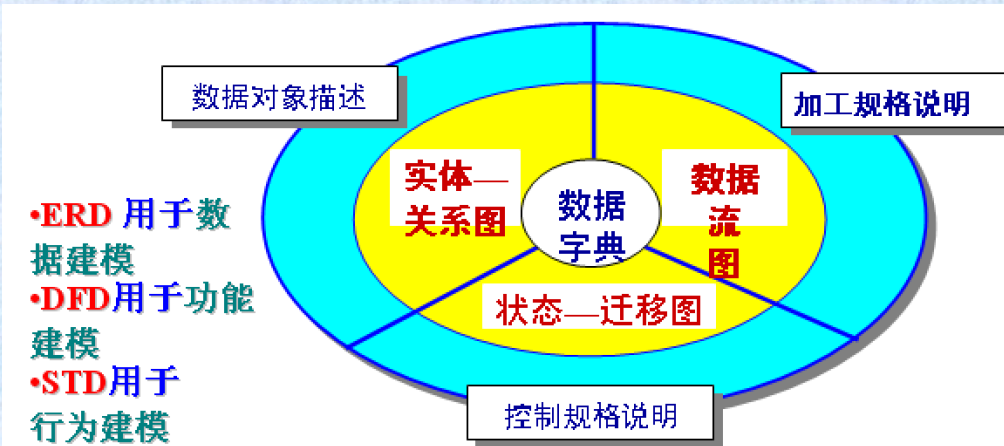 数据对象描述
加工规格说明
实体—
关系图
数据
流
图
数据
字典
状态—迁移图
控制规格说明
•ERD 用于数
据建模
•DFD用于功能
建模
•STD用于
行为建模